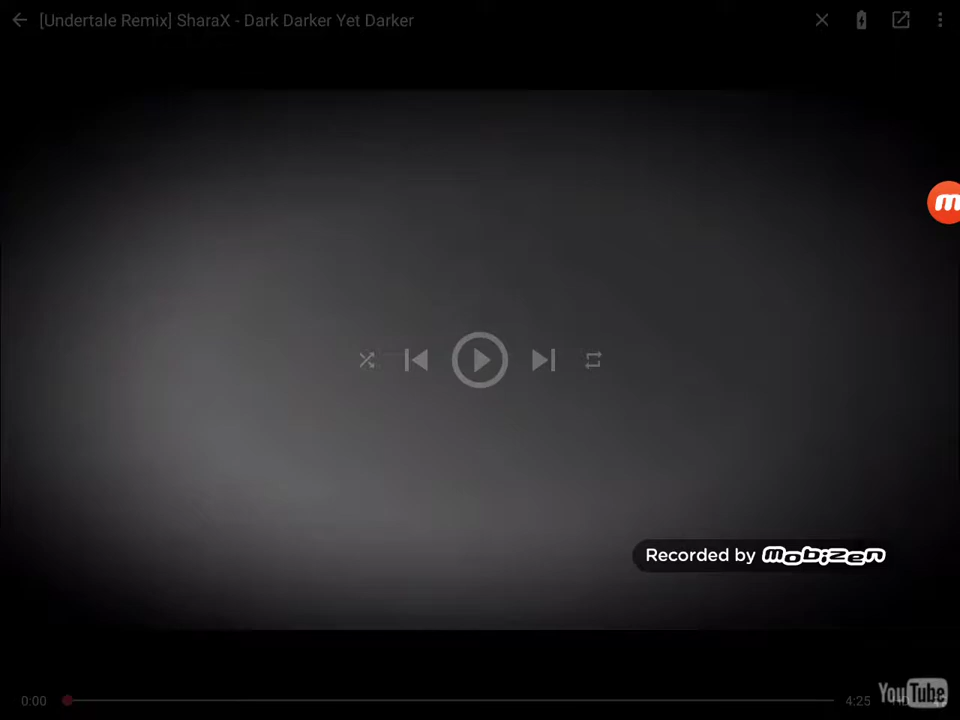 [Undertale Remix] SharaX - Dark Darker Yet Darker
m
Recorded by mobizen
0:00
4:25
YouTube